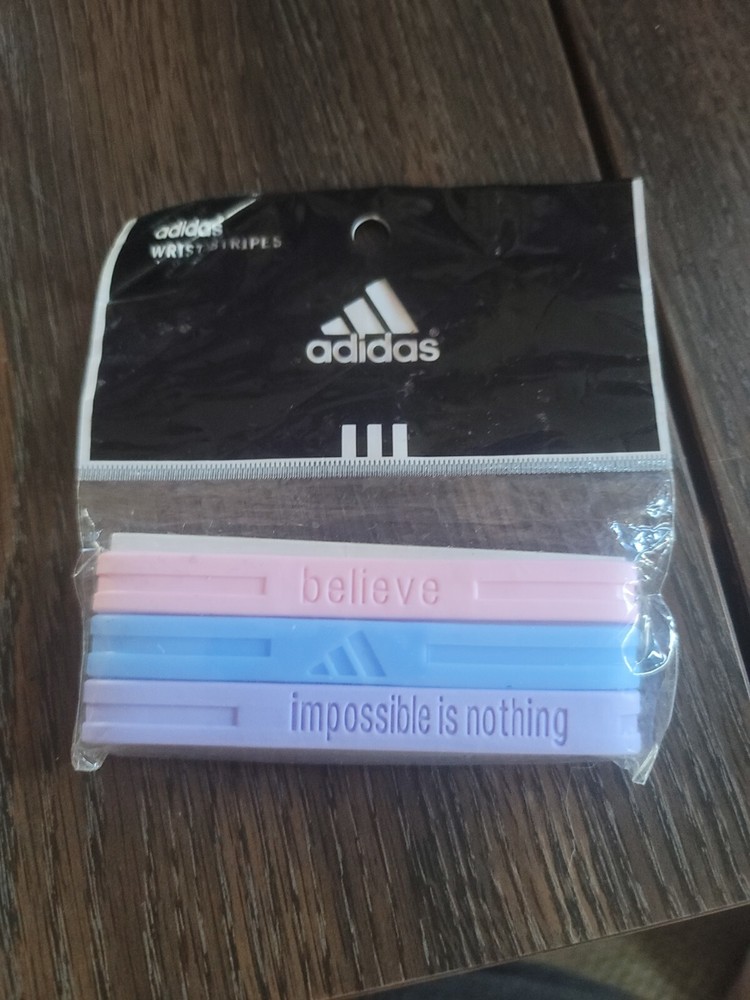 adidas
WRIST STRIPES
adidas®
believe
impossible is nothing